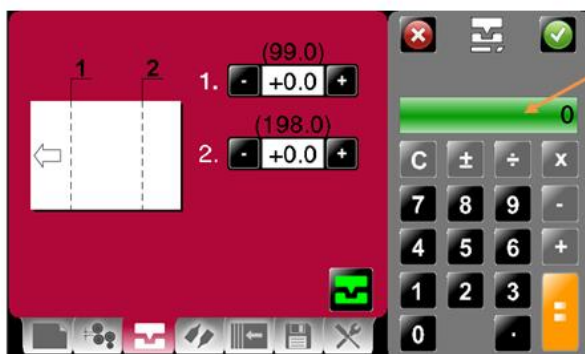 1 2
(99.0)
1. - +0.0 +
(198.0)
2. - +0.0 +
0
C ± ÷ x
7 8 9 -
4 5 6 +
1 2 3 =
0 .